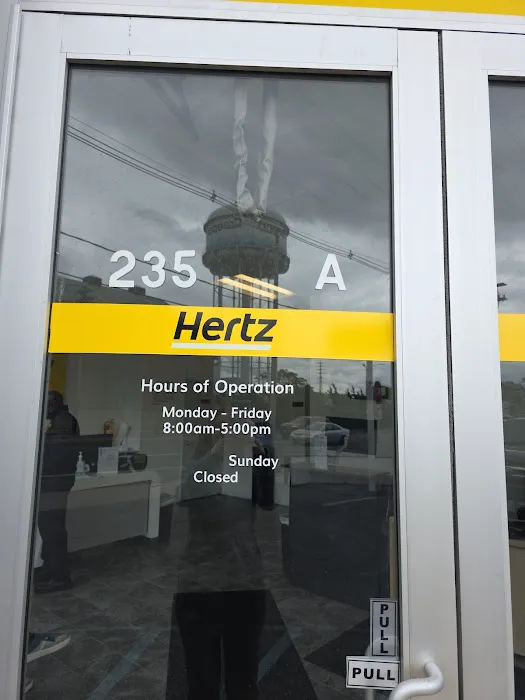 235 A
Hertz
Hours of Operation
Monday - Friday
8:00am-5:00pm
Sunday
Closed
PULL
PULL